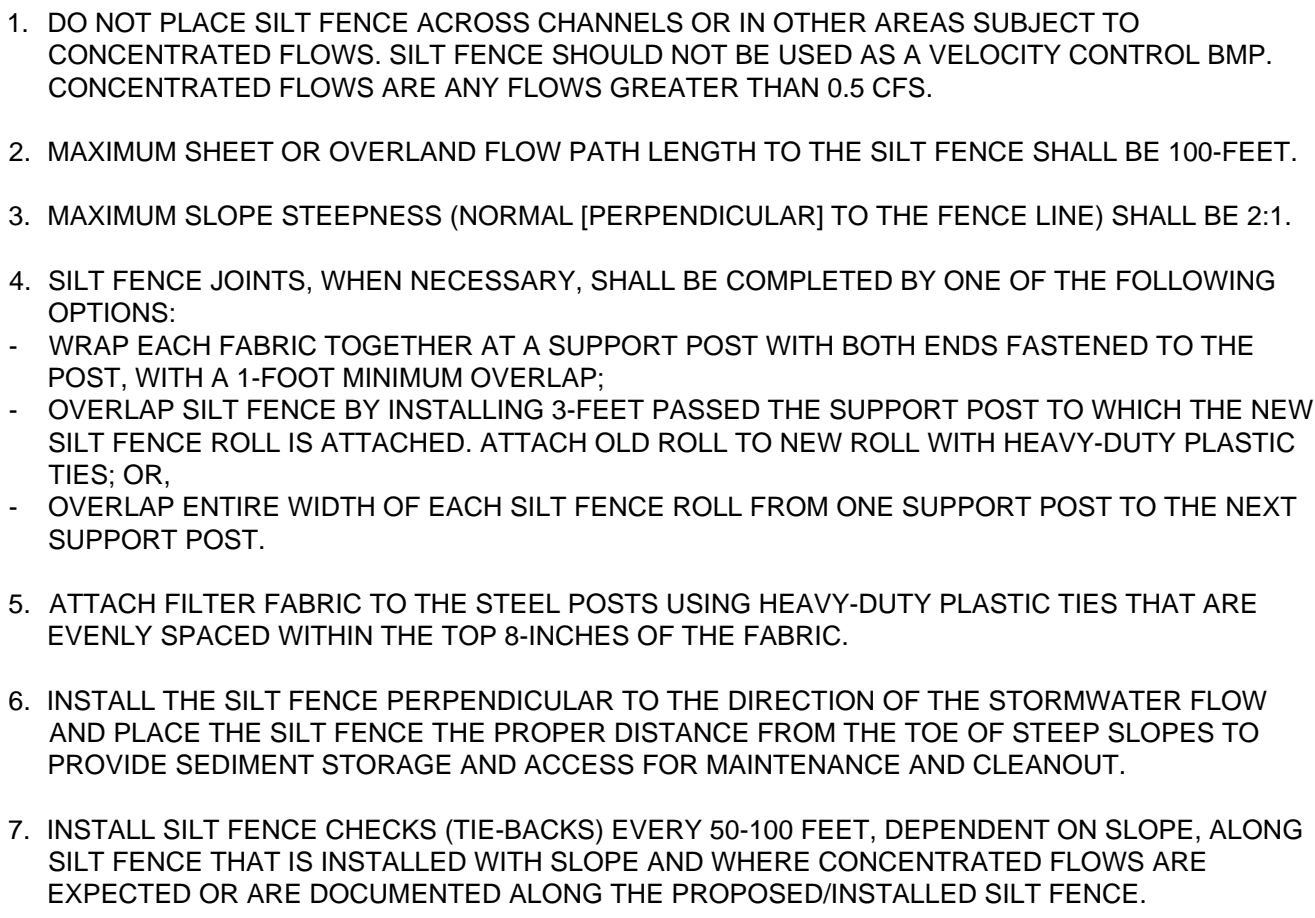 1. DO NOT PLACE SILT FENCE ACROSS CHANNELS OR IN OTHER AREAS SUBJECT TO
CONCENTRATED FLOWS. SILT FENCE SHOULD NOT BE USED AS A VELOCITY CONTROL BMP.
CONCENTRATED FLOWS ARE ANY FLOWS GREATER THAN 0.5 CFS.
2. MAXIMUM SHEET OR OVERLAND FLOW PATH LENGTH TO THE SILT FENCE SHALL BE 100-FEET.
3. MAXIMUM SLOPE STEEPNESS (NORMAL [PERPENDICULAR] TO THE FENCE LINE) SHALL BE 2:1.
4. SILT FENCE JOINTS, WHEN NECESSARY, SHALL BE COMPLETED BY ONE OF THE FOLLOWING
OPTIONS:
- WRAP EACH FABRIC TOGETHER AT A SUPPORT POST WITH BOTH ENDS FASTENED TO THE
POST, WITH A 1-FOOT MINIMUM OVERLAP;
- OVERLAP SILT FENCE BY INSTALLING 3-FEET PASSED THE SUPPORT POST TO WHICH THE NEW
SILT FENCE ROLL IS ATTACHED. ATTACH OLD ROLL TO NEW ROLL WITH HEAVY-DUTY PLASTIC
TIES; OR,
- OVERLAP ENTIRE WIDTH OF EACH SILT FENCE ROLL FROM ONE SUPPORT POST TO THE NEXT
SUPPORT POST.
5. ATTACH FILTER FABRIC TO THE STEEL POSTS USING HEAVY-DUTY PLASTIC TIES THAT ARE
EVENLY SPACED WITHIN THE TOP 8-INCHES OF THE FABRIC.
6. INSTALL THE SILT FENCE PERPENDICULAR TO THE DIRECTION OF THE STORMWATER FLOW
AND PLACE THE SILT FENCE THE PROPER DISTANCE FROM THE TOE OF STEEP SLOPES TO
PROVIDE SEDIMENT STORAGE AND ACCESS FOR MAINTENANCE AND CLEANOUT.
7. INSTALL SILT FENCE CHECKS (TIE-BACKS) EVERY 50-100 FEET, DEPENDENT ON SLOPE, ALONG
SILT FENCE THAT IS INSTALLED WITH SLOPE AND WHERE CONCENTRATED FLOWS ARE
EXPECTED OR ARE DOCUMENTED ALONG THE PROPOSED/INSTALLED SILT FENCE.